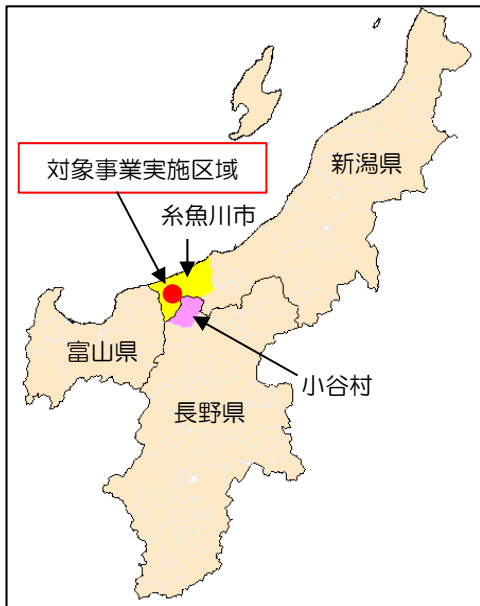 新潟県
対象事業実施区域
糸魚川市
富山県
小谷村
長野県